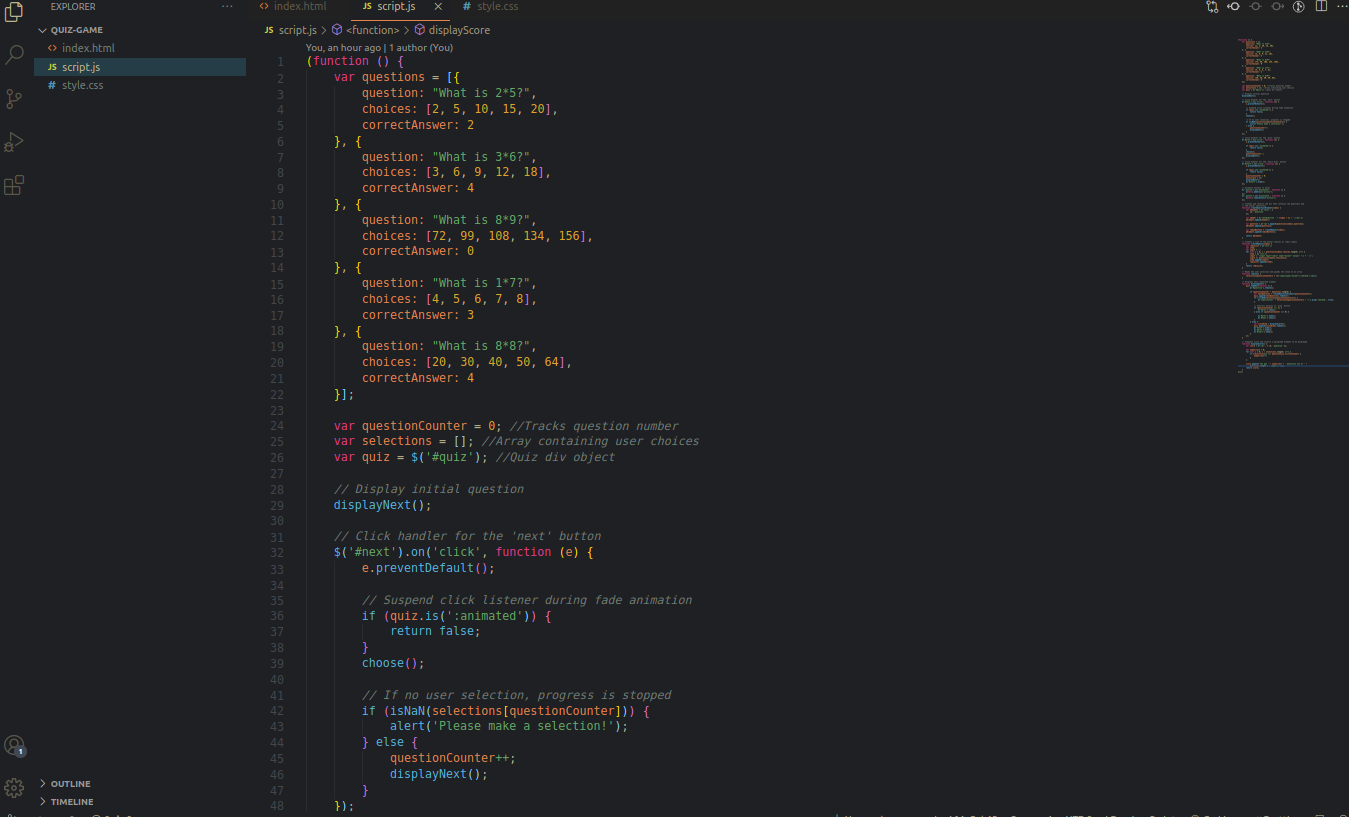 EXPLORER ···
index.html
script.js
style.css
QUIZ-GAME
index.html
JS script.js
# style.css
OUTLINE
TIMELINE
1
<> index.html JS script.js × # style.css
JS script.js > <function> > displayScore
You, an hour ago | 1 author (You)
1 (function () {
2 var questions = [{
3 question: "What is 2*5?",
4 choices: [2, 5, 10, 15, 20],
5 correctAnswer: 2
6 }, {
7 question: "What is 3*6?",
8 choices: [3, 6, 9, 12, 18],
9 correctAnswer: 4
10 }, {
11 question: "What is 8*9?",
12 choices: [72, 99, 108, 134, 156],
13 correctAnswer: 0
14 }, {
15 question: "What is 1*7?",
16 choices: [4, 5, 6, 7, 8],
17 correctAnswer: 3
18 }, {
19 question: "What is 8*8?",
20 choices: [20, 30, 40, 50, 64],
21 correctAnswer: 4
22 }];
23
24 var questionCounter = 0; //Tracks question number
25 var selections = []; //Array containing user choices
26 var quiz = $('#quiz'); //Quiz div object
27
28 // Display initial question
29 displayNext();
30
31 // Click handler for the 'next' button
32 $('#next').on('click', function (e) {
33 e.preventDefault();
34
35 // Suspend click listener during fade animation
36 if (quiz.is(':animated')) {
37 return false;
38 }
39 choose();
40
41 // If no user selection, progress is stopped
42 if (isNaN(selections[questionCounter])) {
43 alert('Please make a selection!');
44 } else {
45 questionCounter++;
46 displayNext();
47 }
48 });